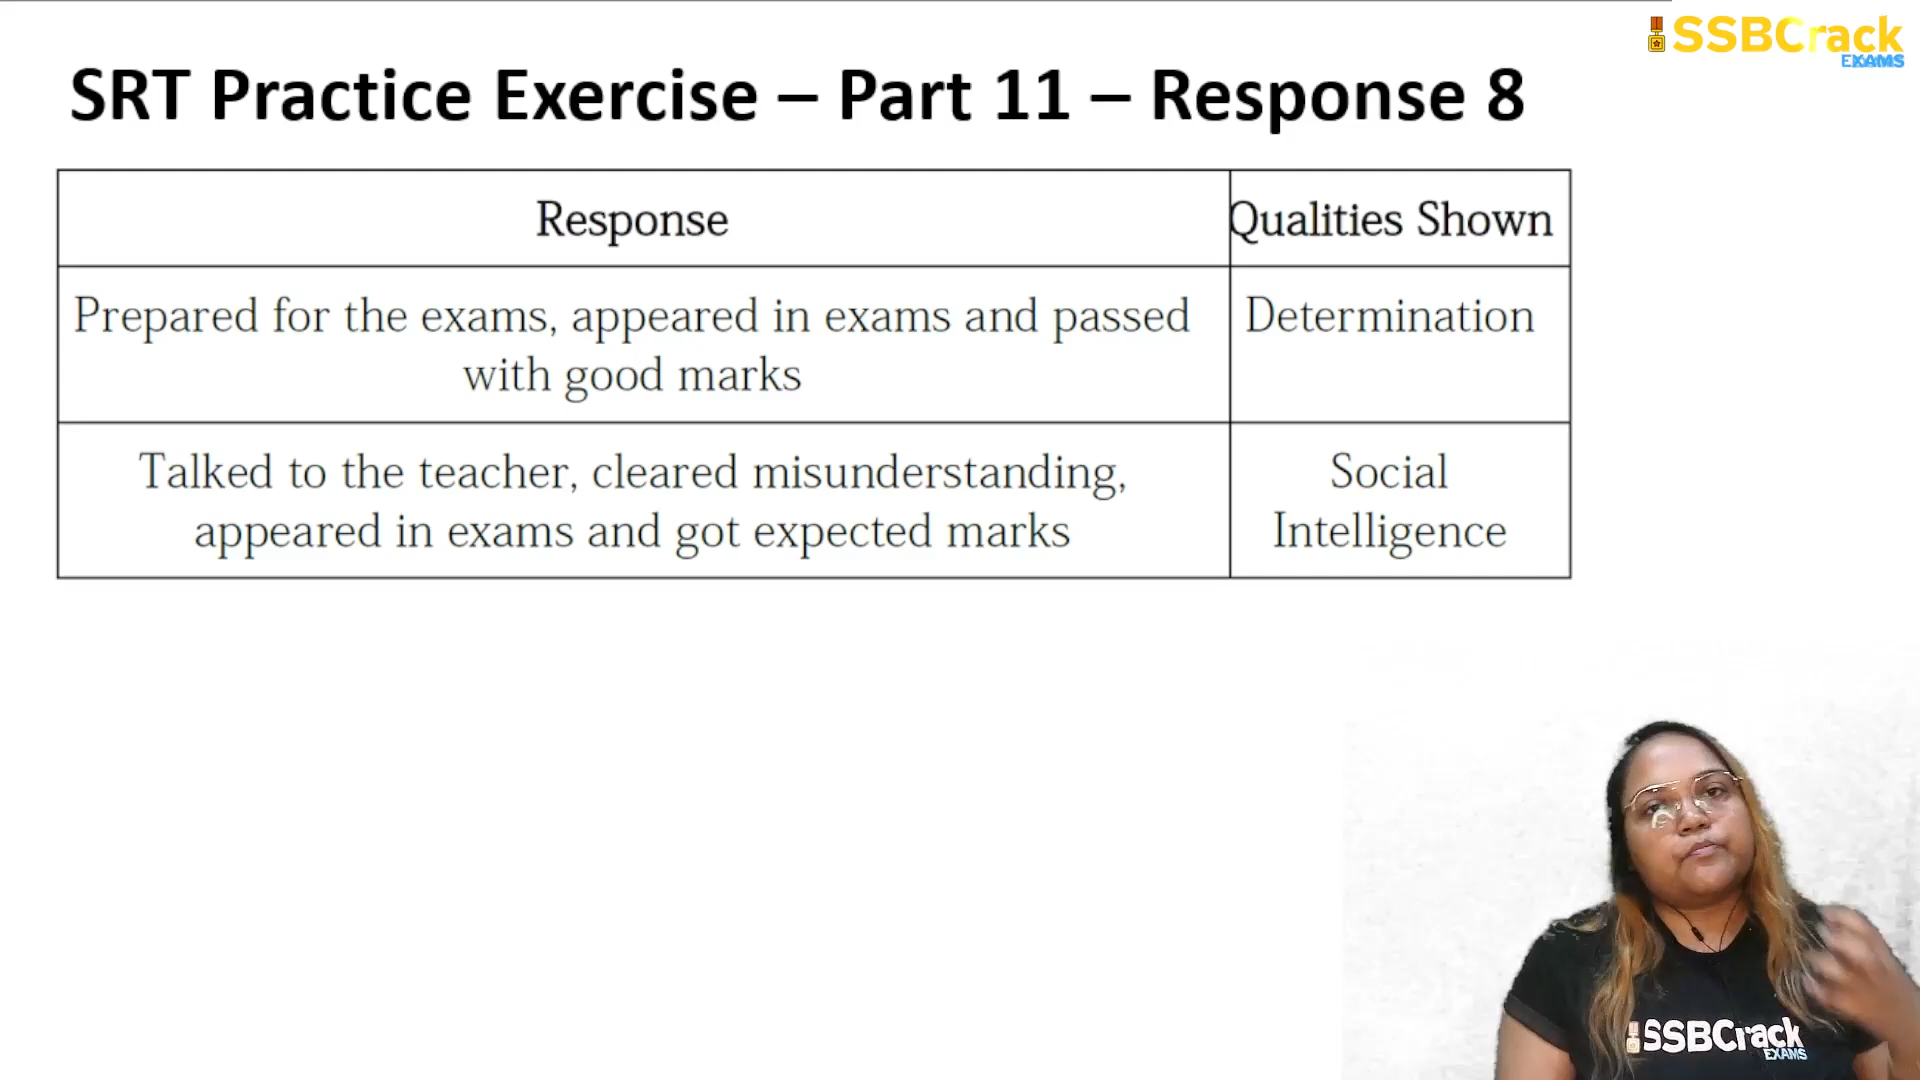 SSBCrack
EXAMS
SRT Practice Exercise – Part 11 – Response 8
Response
Qualities Shown
Prepared for the exams, appeared in exams and passed
with good marks
Determination
Talked to the teacher, cleared misunderstanding,
appeared in exams and got expected marks
Social
Intelligence
SSBCrack
EXAMS